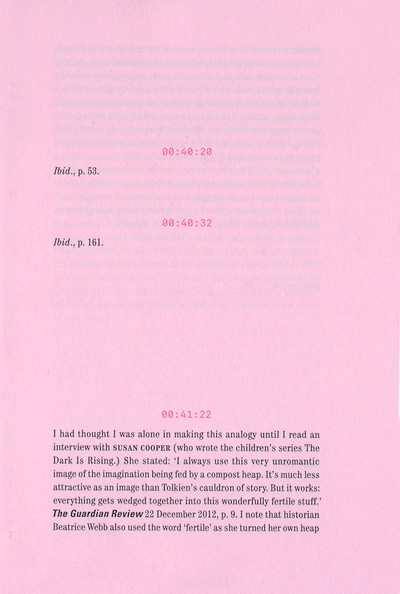 00:40:20
Ibid., p. 53.
00:40:32
Ibid., p. 161.
00:41:22
I had thought I was alone in making this analogy until I read an
interview with SUSAN COOPER (who wrote the children's series The
Dark Is Rising.) She stated: 'I always use this very unromantic
image of the imagination being fed by a compost heap. It's much less
attractive as an image than Tolkien's cauldron of story. But it works:
everything gets wedged together into this wonderfully fertile stuff.'
The Guardian Review 22 December 2012, p. 9. I note that historian
Beatrice Webb also used the word 'fertile' as she turned her own heap